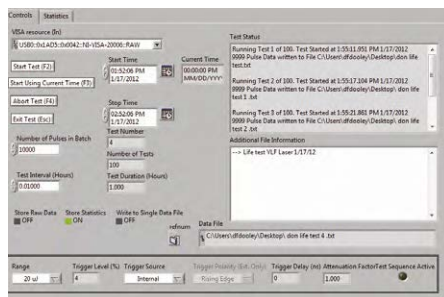 Controls Statistics
VISA resource (In)
USB0::0x1AD5::0x0042::NI-VISA-20006::RAW
Start Test (F2)
Start Using Current Time (F3)
Abort Test (F4)
Exit Test (Esc)
Start Time
01:52:06 PM
1/17/2012
Current Time
00:00:00 PM
MM/DD/YYYY
Stop Time
02:52:06 PM
1/17/2012
Number of Pulses in Batch
10000
Test Interval (Hours)
0.01000
Test Number
4
Number of Tests
100
Test Duration (Hours)
1.000
Test Status
Running Test 1 of 100. Test Started at 1:55:11.951 PM 1/17/2012
9999 Pulse Data written to File C:\Users\dfdooley\Desktop\ don life
test .txt
Running Test 2 of 100. Test Started at 1:55:17.104 PM 1/17/2012
9999 Pulse Data written to File C:\Users\dfdooley\Desktop\ don life
test 1 .txt
Running Test 3 of 100. Test Started at 1:55:21.861 PM 1/17/2012
9999 Pulse Data written to File C:\Users\dfdooley\Desktop\ don life
test 2 .txt
Additional File Information
--> Life test YLF Laser 1/17/12
Store Raw Data
OFF
Store Statistics
ON
Write to Single Data File
OFF
refnum
Data File
C:\Users\dfdooley\Desktop\ don life test 4 .txt
Range
20 uJ
Trigger Level (%)
4
Trigger Source
Internal
Trigger Polarity (Ext. Only)
Rising Edge
Trigger Delay (ns)
0
Attenuation Factor
1.000
Test Sequence Active